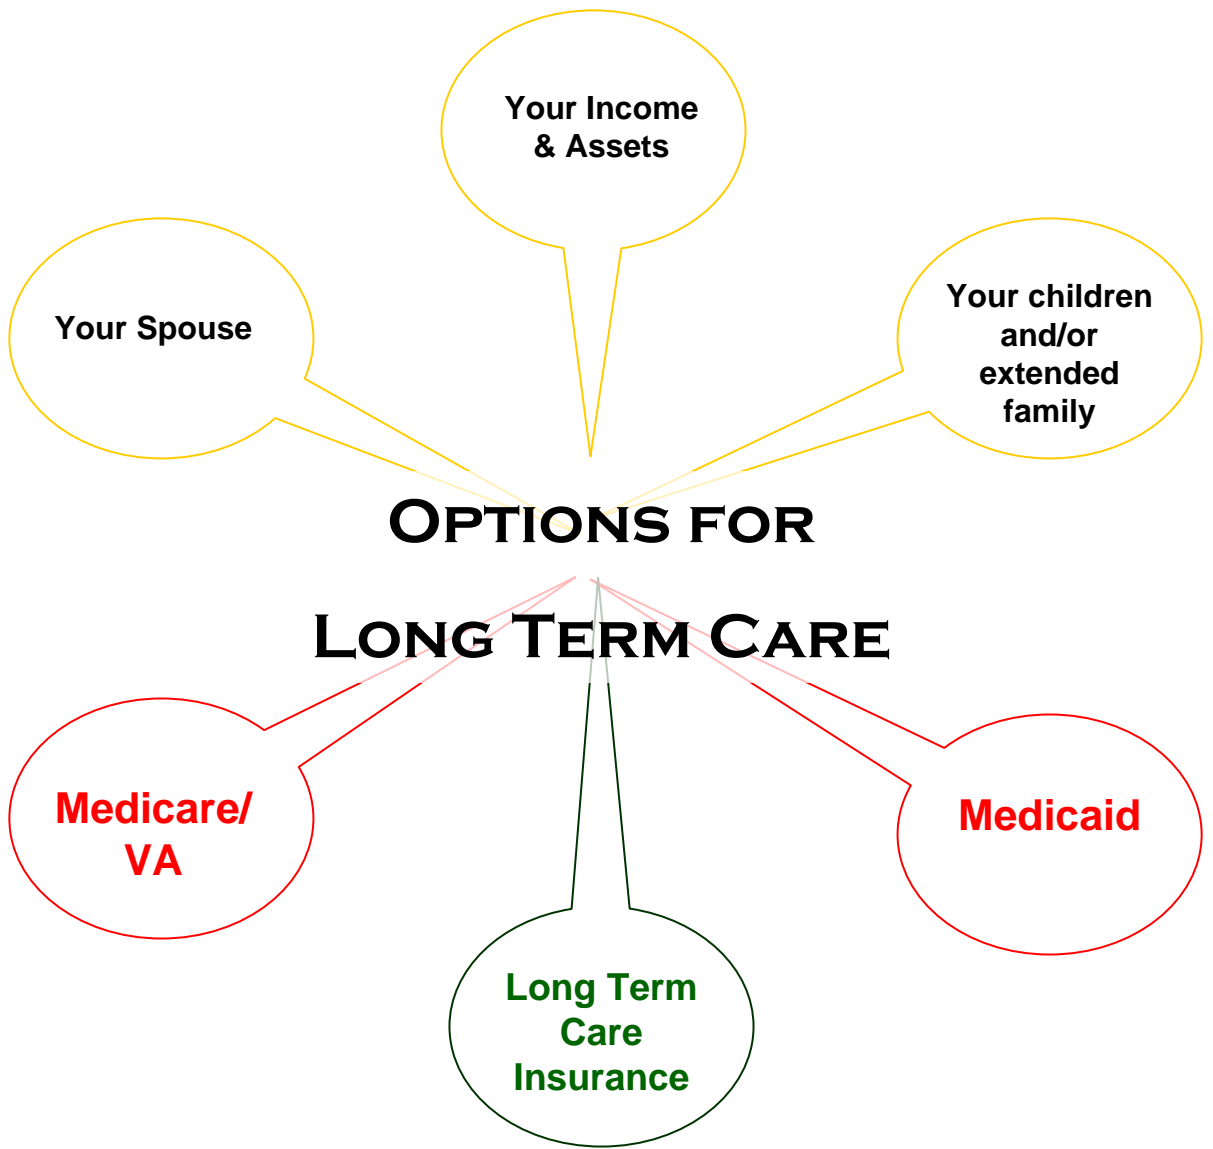 Your Income
& Assets
Your Spouse
Your children
and/or
extended
family
OPTIONS FOR
LONG TERM CARE
Medicare/
VA
Medicaid
Long Term
Care
Insurance